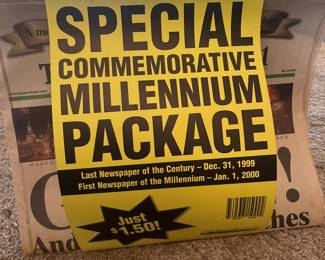 SPECIAL
COMMEMORATIVE
MILLENNIUM
PACKAGE
Last Newspaper of the Century – Dec. 31, 1999
First Newspaper of the Millennium – Jan. 1, 2000
Just
$1.50!
And